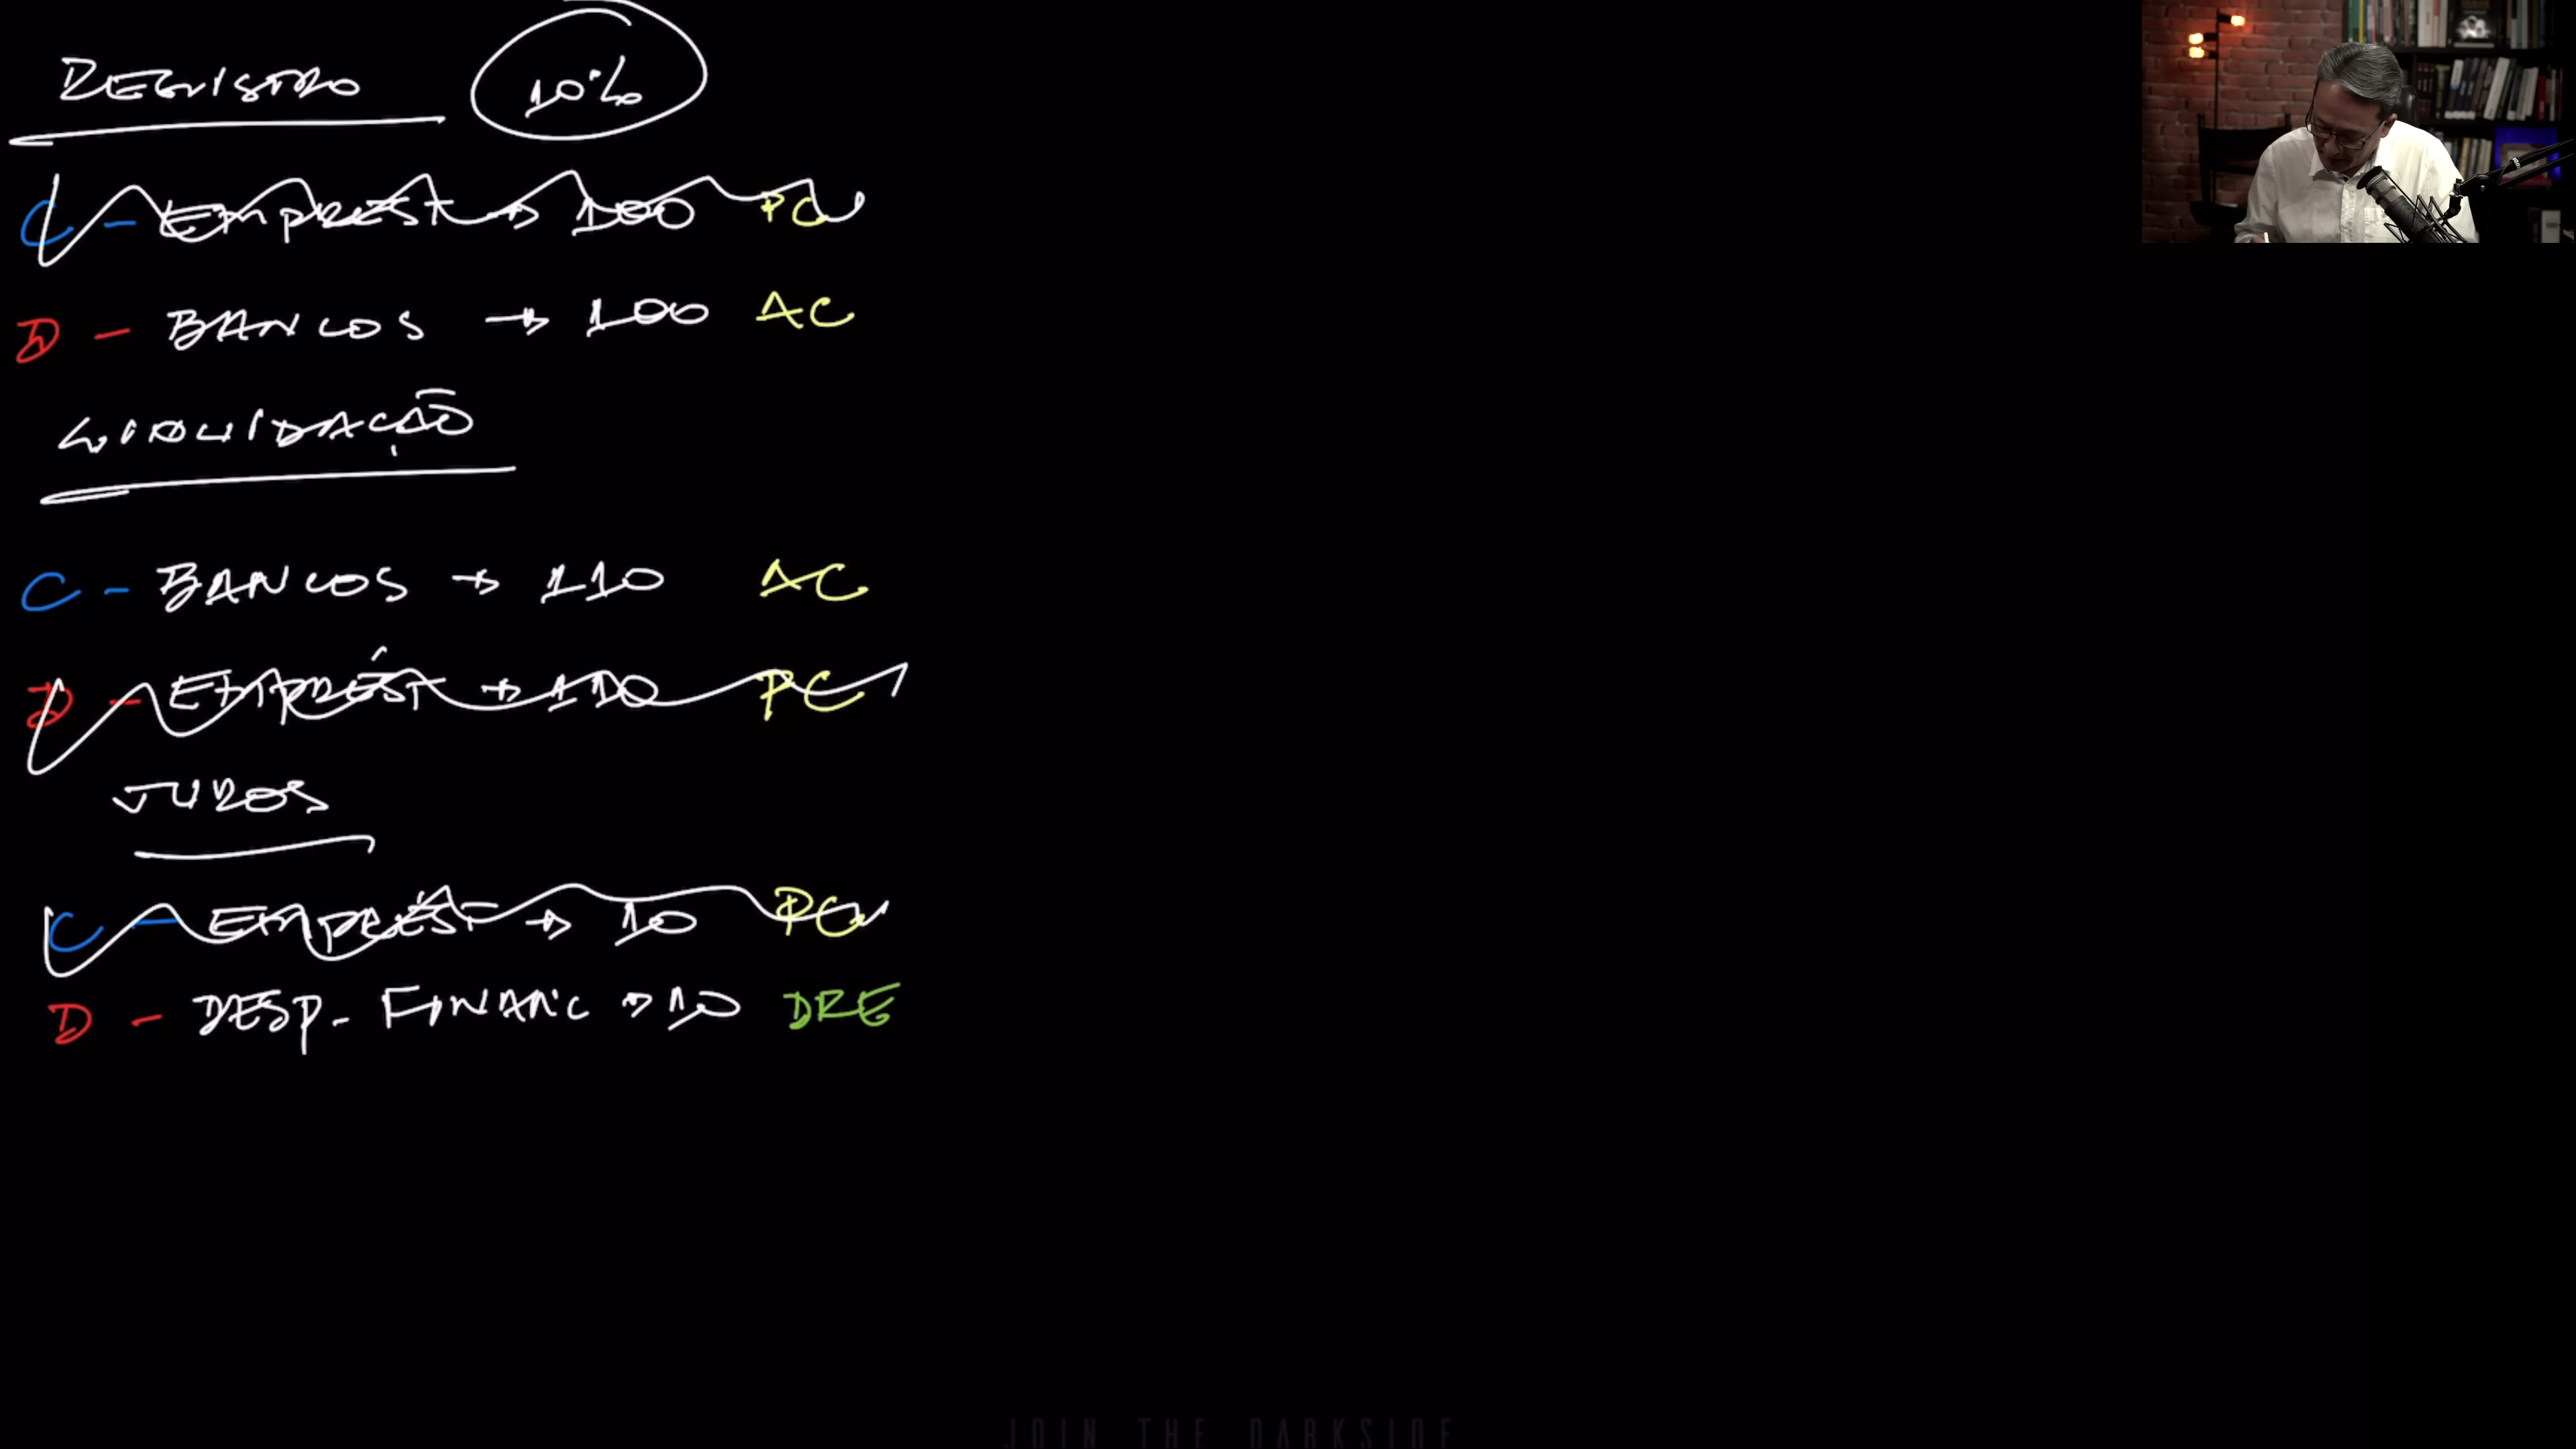 REGISTRO 10%
C - EMPRÉST → 100 PC
D - BANCOS → 100 AC
LIQUIDAÇÃO
C - BANCOS → 110 AC
D - EMPRÉST → 110 PC
JUROS
C - EMPRÉST → 10 PC
D - DESP. FINANC → 10 DRE
JOIN THE DARKSIDE